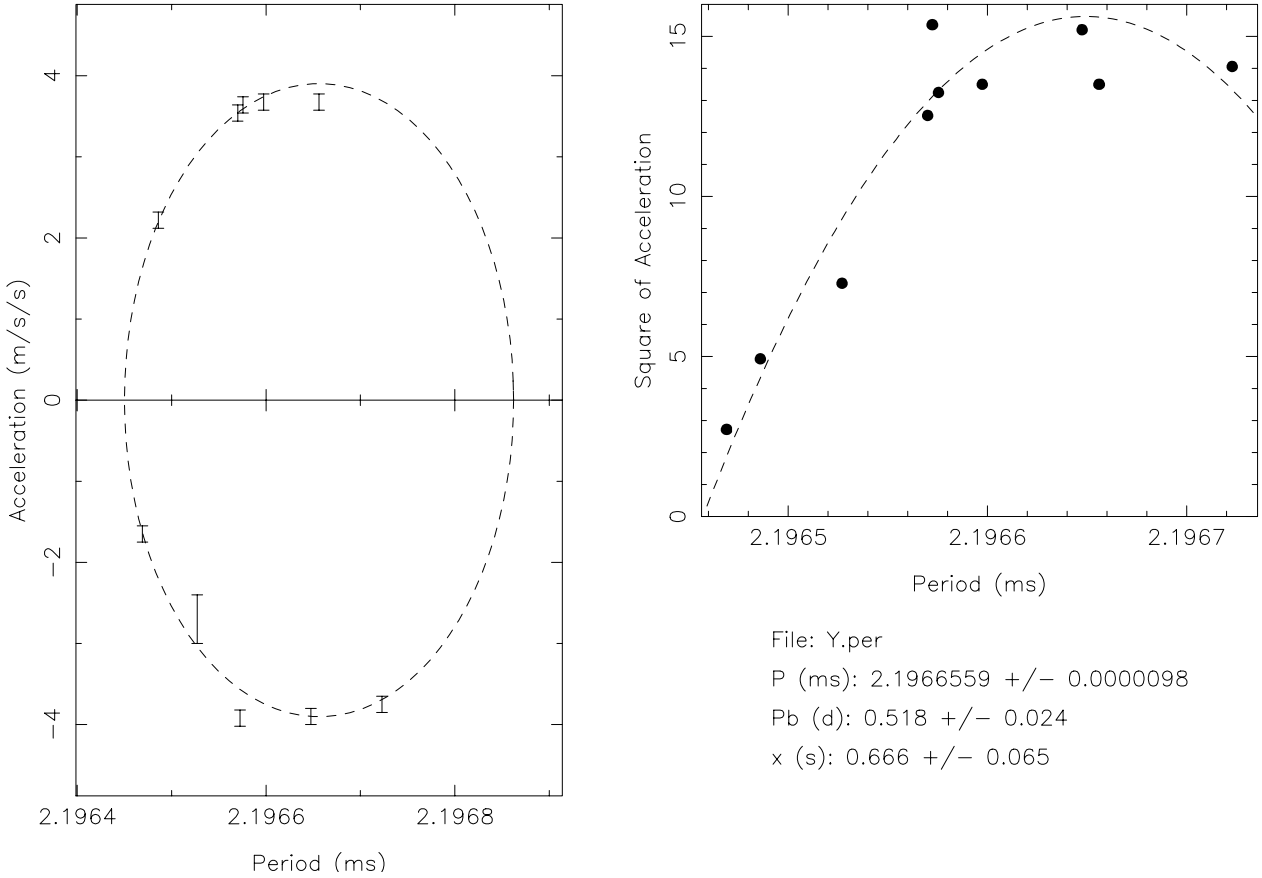 4
2
0
−2
−4
Acceleration (m/s/s)
2.1964
2.1966
2.1968
Period (ms)
15
10
5
0
Square of Acceleration
2.1965
2.1966
2.1967
Period (ms)
File: Y.per
P (ms): 2.1966559 +/− 0.0000098
Pb (d): 0.518 +/− 0.024
x (s): 0.666 +/− 0.065